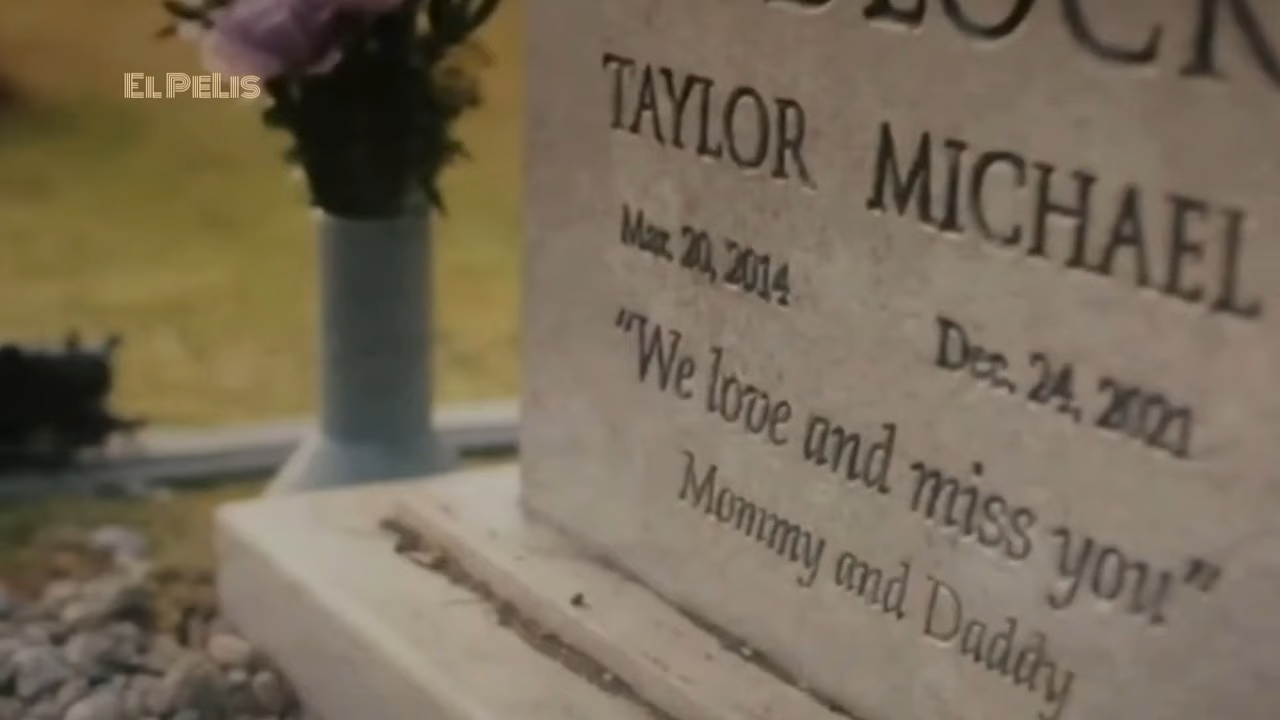 EL PELIS
TAYLOR MICHAEL
Mar. 20, 2014
Dec. 24, 2021
"We love and miss you"
Mommy and Daddy